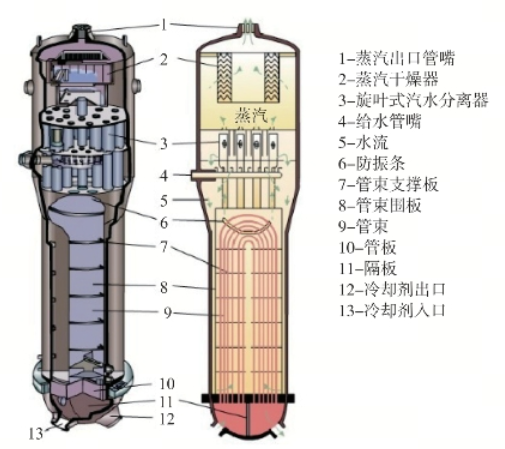 1
2
3
4
5
6
7
8
9
10
11
12
13
蒸汽
1–蒸汽出口管嘴
2–蒸汽干燥器
3–旋叶式汽水分离器
4–给水管嘴
5–水流
6–防振条
7–管束支撑板
8–管束围板
9–管束
10–管板
11–隔板
12–冷却剂出口
13–冷却剂入口